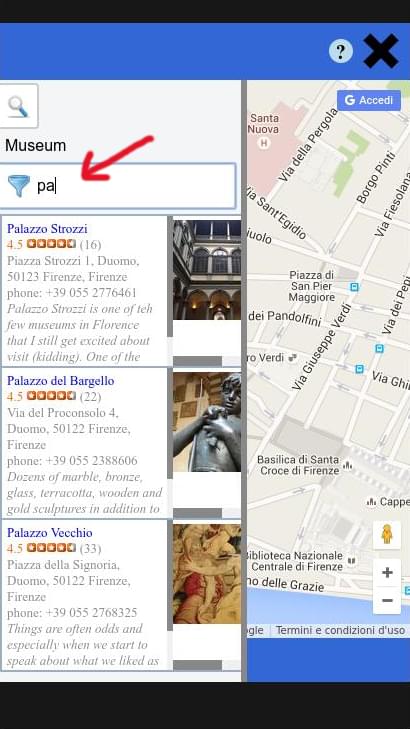 ?
G Accedi
Museum
pa
Palazzo Strozzi
4.5 (16)
Piazza Strozzi 1, Duomo,
50123 Firenze, Firenze
phone: +39 055 2776461
Palazzo Strozzi is one of teh
few museums in Florence
that I still get excited about
visit (kidding). One of the
Palazzo del Bargello
4.5 (22)
Via del Proconsolo 4,
Duomo, 50122 Firenze,
Firenze
phone: +39 055 2388606
Dozens of marble, bronze,
glass, terracotta, wooden and
gold sculptures in addition to
Palazzo Vecchio
4.5 (33)
Piazza della Signoria,
Duomo, 50122 Firenze,
Firenze
phone: +39 055 2768325
Things are often odds and
especially when we start to
speak about what we liked as
Santa
Nuova
H
Via della Pergola
Borgo Pinti
Via Fiesolana
Via Sant'Egidio
iuolo
Piazza di
San Pier
Maggiore
dei Pandolfini
Via dei Pepi
ro Verdi
Via Giuseppe Verdi
Via Ghi
Basilica di Santa
Croce di Firenze
Cappe
Biblioteca Nazionale
Centrale di Firenze
no delle Grazie
+
−
gle
Termini e condizioni d'uso